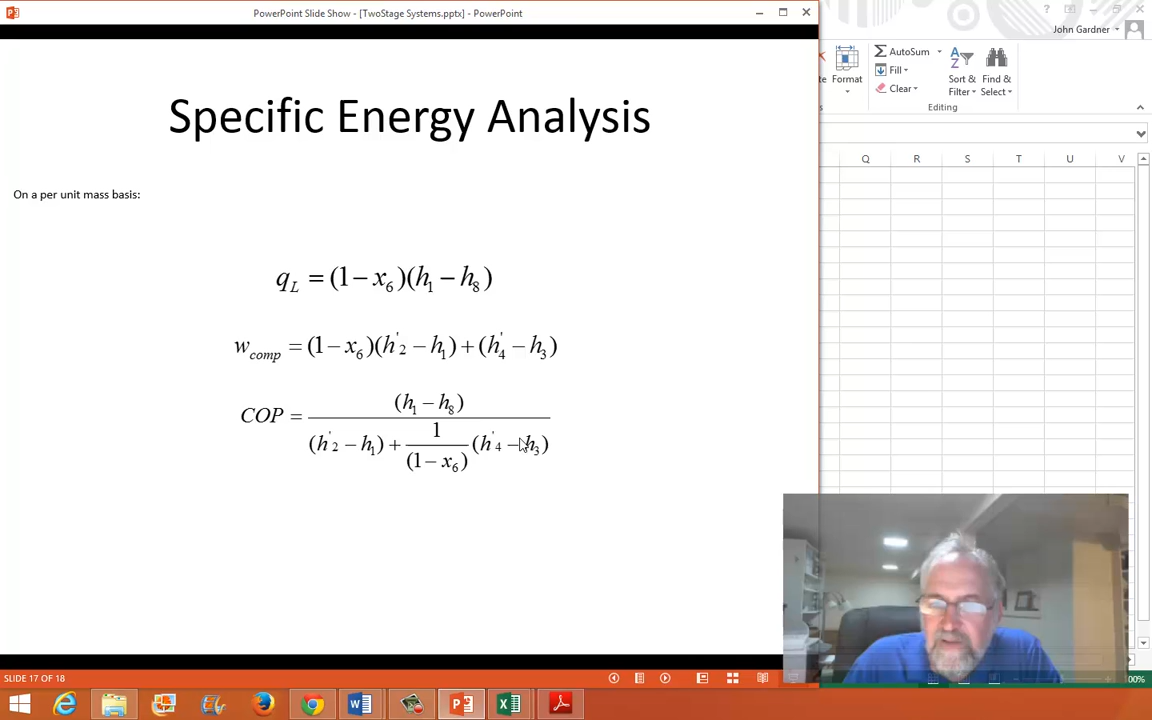 PowerPoint Slide Show - [TwoStage Systems.pptx] - PowerPoint
John Gardner
AutoSum
Fill
Clear
Format
Sort & Filter
Find & Select
Editing
Specific Energy Analysis
On a per unit mass basis:
q_L = (1 − x_6)(h_1 − h_8)
w_comp = (1 − x_6)(h'_2 − h_1) + (h'_4 − h_3)
COP = (h_1 − h_8) / ((h'_2 − h_1) + 1/(1 − x_6) (h'_4 − h_3))
Q R S T U V
SLIDE 17 OF 18